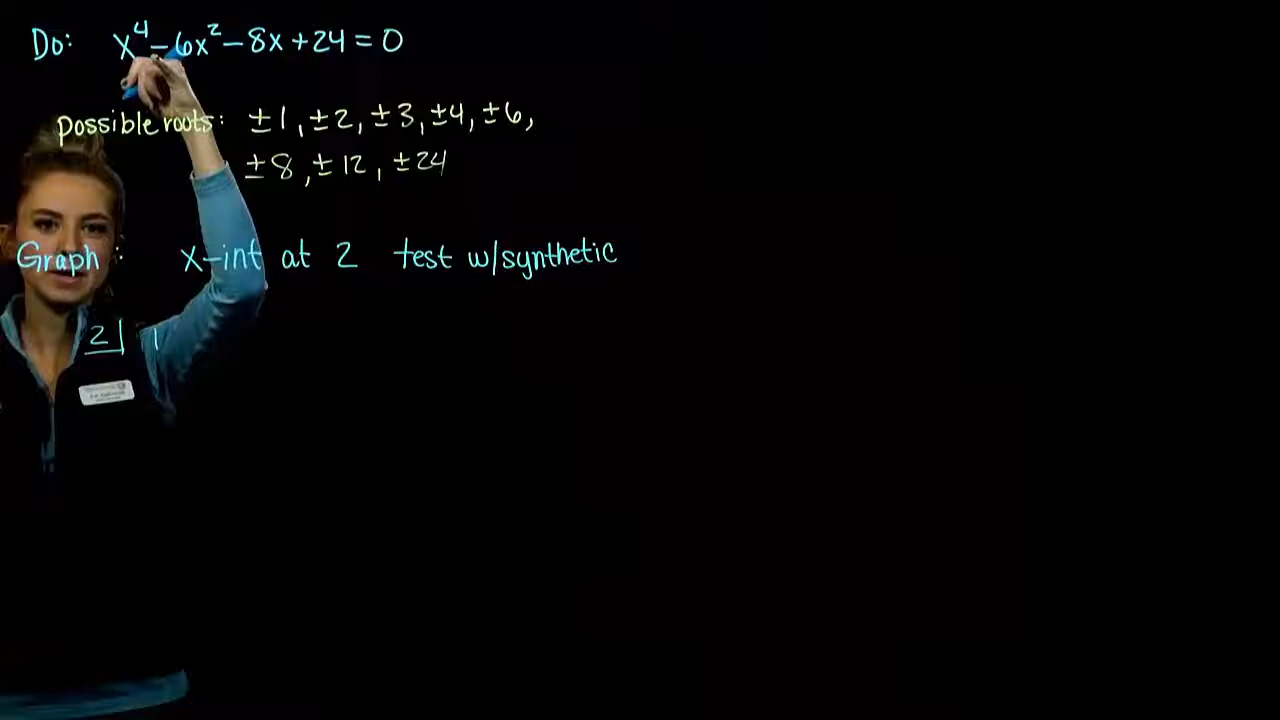 Do: x⁴ - 6x² - 8x + 24 = 0
possible roots: ±1, ±2, ±3, ±4, ±6,
±8, ±12, ±24
Graph: x-int at 2 test w/synthetic
2| 1